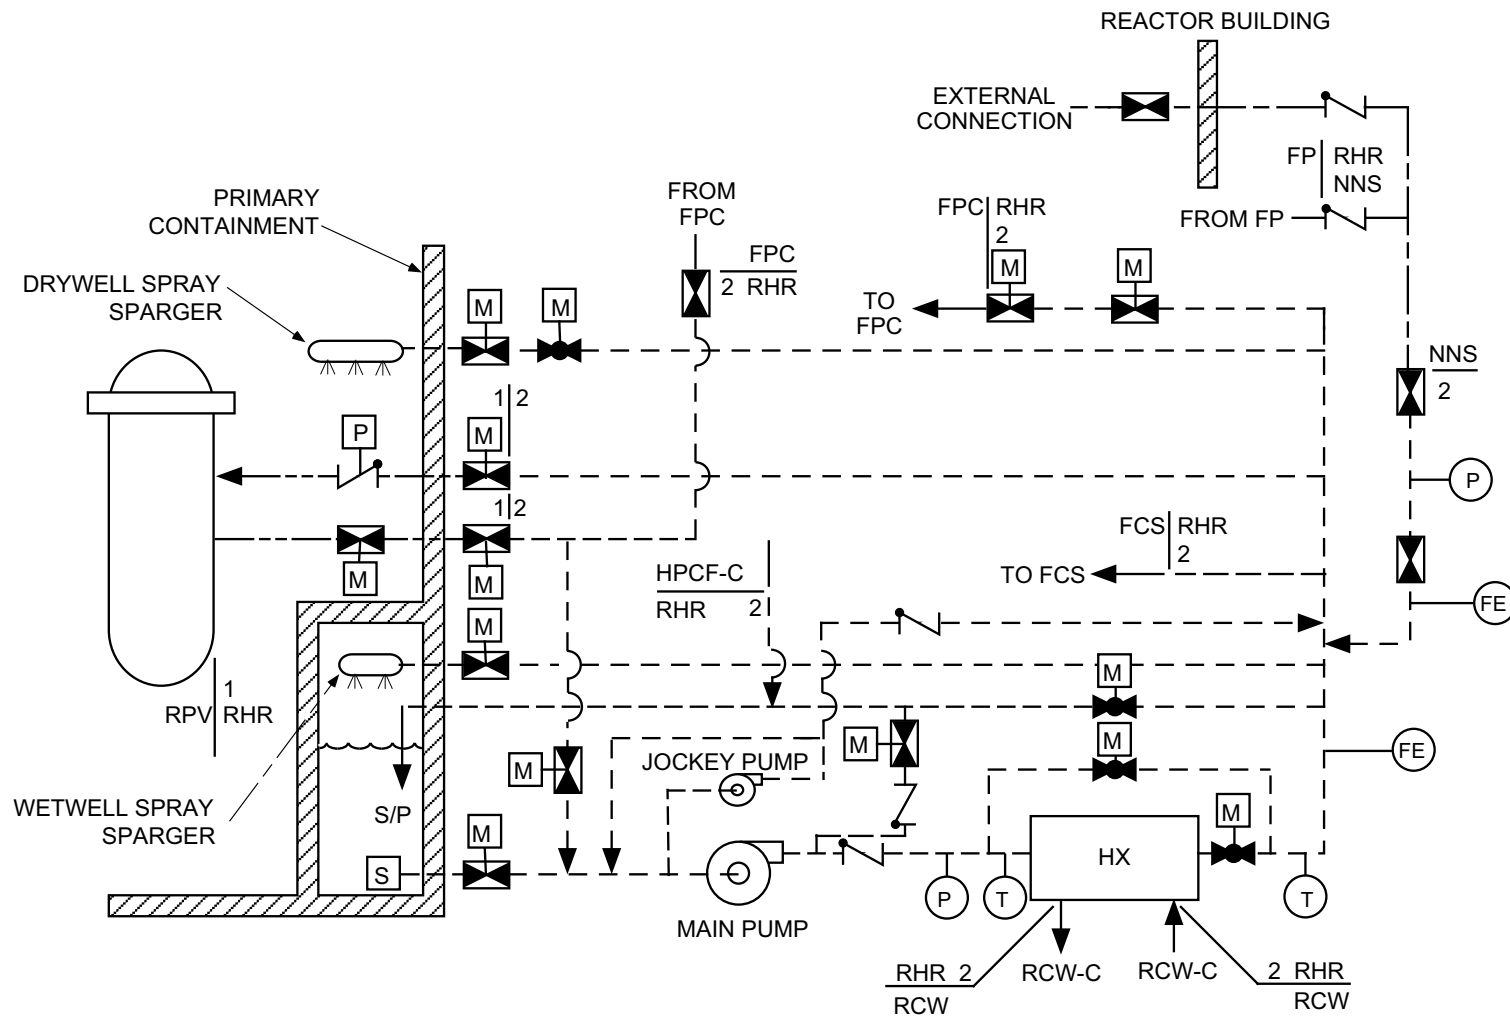 REACTOR BUILDING
EXTERNAL
CONNECTION
FP RHR
NNS
FROM FP
PRIMARY
CONTAINMENT
FROM
FPC
FPC RHR
2
M
M
FPC
2 RHR
TO
FPC
DRYWELL SPRAY
SPARGER
M
M
NNS
2
1 2
P
M
P
1 2
M
M
FCS RHR
2
TO FCS
HPCF-C
RHR 2
FE
M
RPV 1
RHR
M
M
FE
M
M
JOCKEY PUMP
WETWELL SPRAY
SPARGER
S/P
M
M
S
HX
P
T
T
MAIN PUMP
RHR 2
RCW
RCW-C
RCW-C
2 RHR
RCW